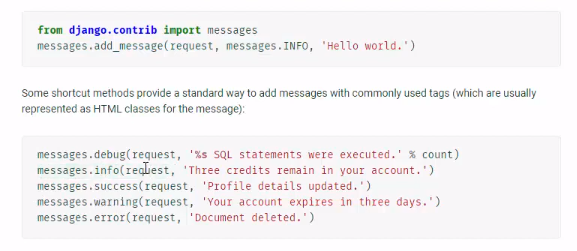 from django.contrib import messages
messages.add_message(request, messages.INFO, 'Hello world.')
Some shortcut methods provide a standard way to add messages with commonly used tags (which are usually
represented as HTML classes for the message):
messages.debug(request, '%s SQL statements were executed.' % count)
messages.info(request, 'Three credits remain in your account.')
messages.success(request, 'Profile details updated.')
messages.warning(request, 'Your account expires in three days.')
messages.error(request, 'Document deleted.')